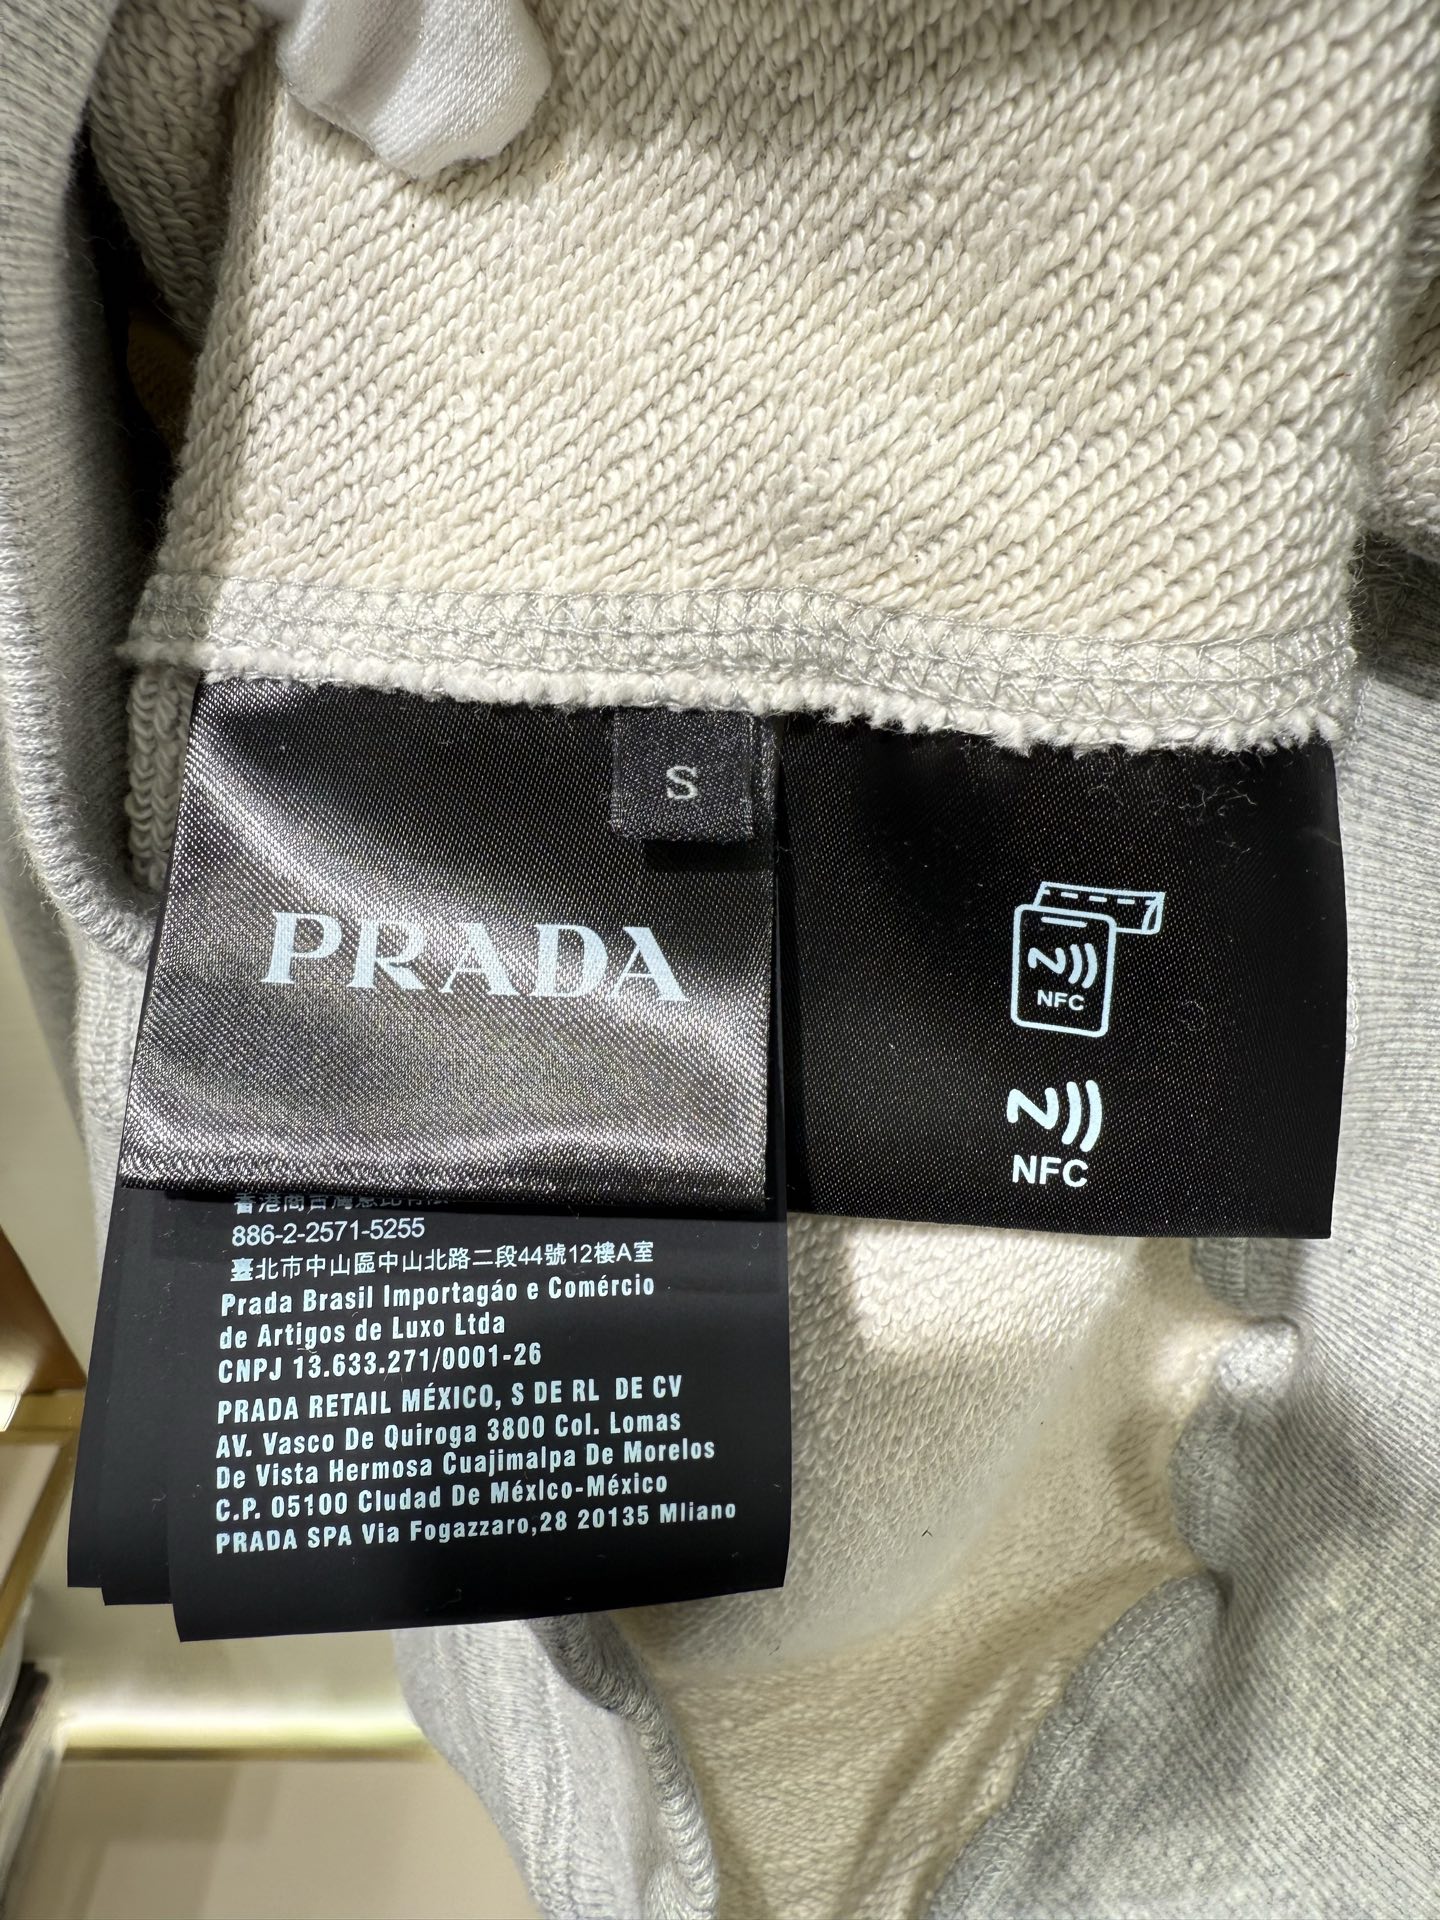 S
PRADA
NFC
NFC
886-2-2571-5255
臺北市中山區中山北路二段44號12樓A室
Prada Brasil Importagáo e Comércio
de Artigos de Luxo Ltda
CNPJ 13.633.271/0001-26
PRADA RETAIL MÉXICO, S DE RL DE CV
AV. Vasco De Quiroga 3800 Col. Lomas
De Vista Hermosa Cuajimalpa De Morelos
C.P. 05100 Cludad De Méxlco-México
PRADA SPA Via Fogazzaro,28 20135 Mliano